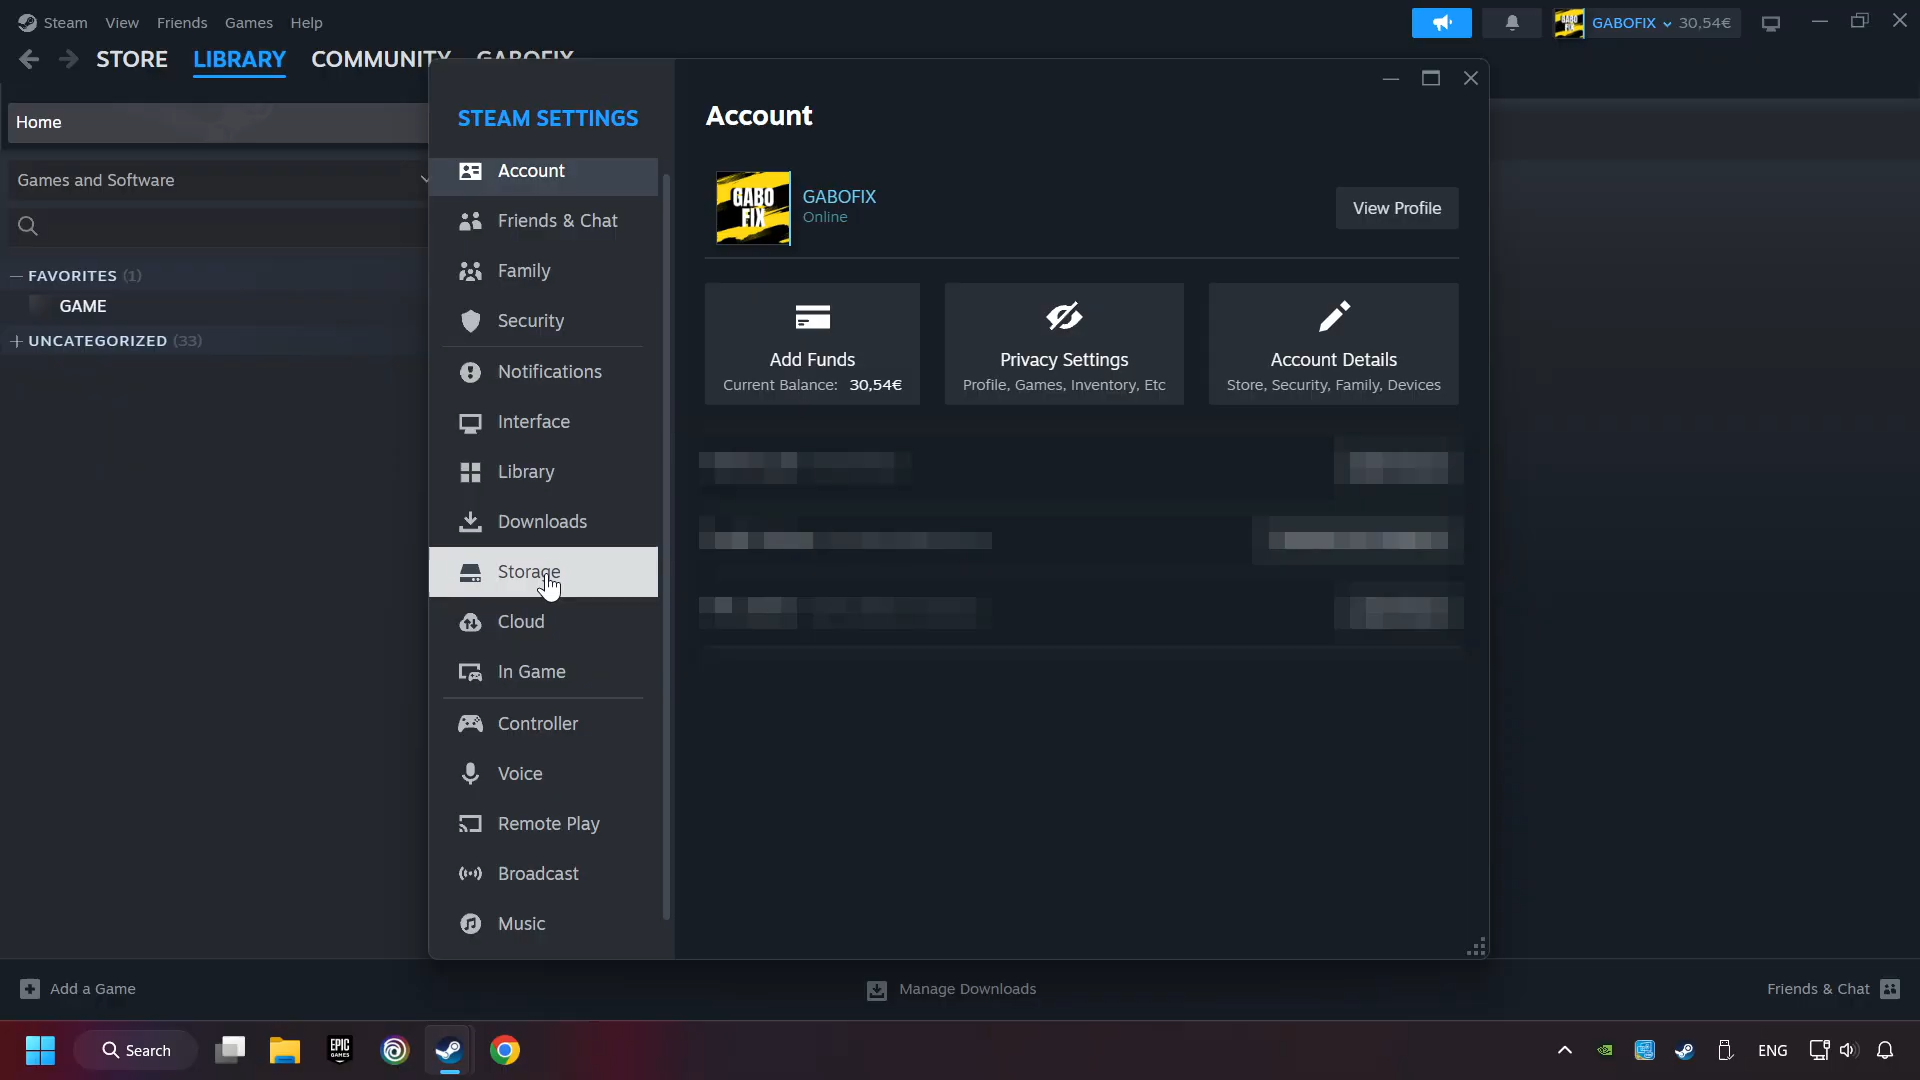 Steam View Friends Games Help
GABOFIX 30,54€
STORE LIBRARY COMMUNITY GABOFIX
Home
Games and Software
FAVORITES (1)
GAME
UNCATEGORIZED (33)
STEAM SETTINGS
Account
Friends & Chat
Family
Security
Notifications
Interface
Library
Downloads
Storage
Cloud
In Game
Controller
Voice
Remote Play
Broadcast
Music
Account
GABO
FIX
GABOFIX
Online
View Profile
Add Funds
Current Balance: 30,54€
Privacy Settings
Profile, Games, Inventory, Etc
Account Details
Store, Security, Family, Devices
Add a Game
Manage Downloads
Friends & Chat
Search
EPIC
GAMES
ENG